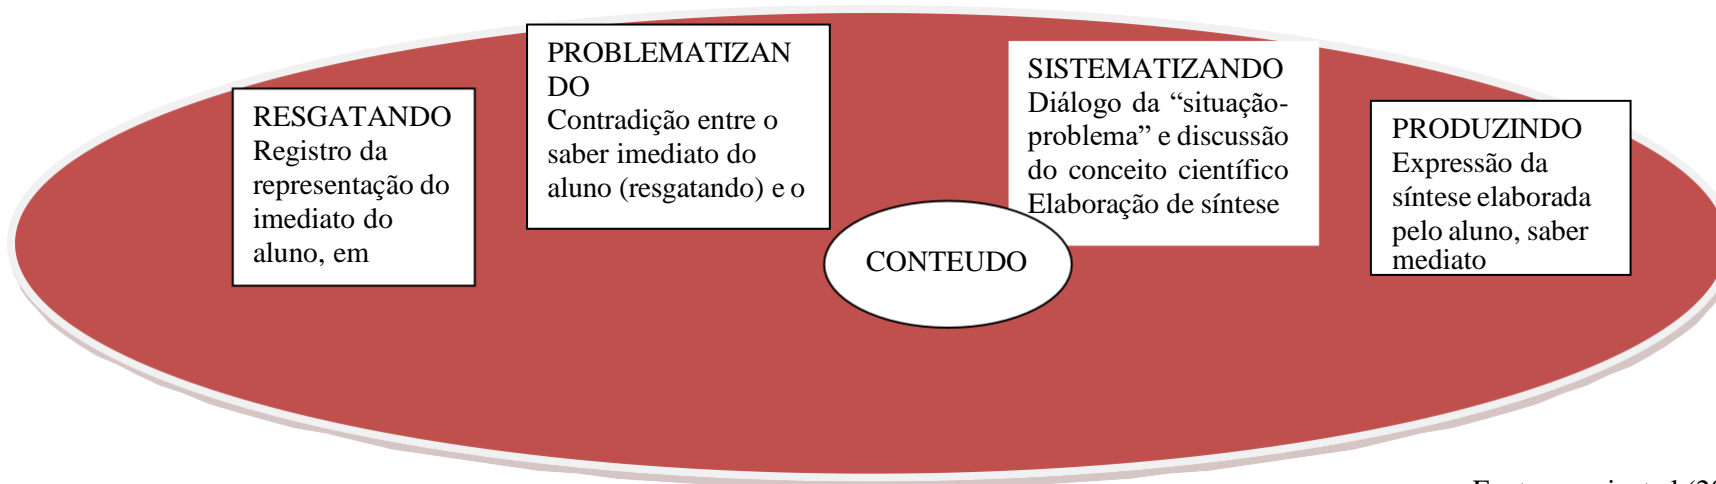 RESGATANDO
Registro da
representação do
imediato do
aluno, em
PROBLEMATIZAN
DO
Contradição entre o
saber imediato do
aluno (resgatando) e o
SISTEMATIZANDO
Diálogo da “situação-
problema” e discussão
do conceito científico
Elaboração de síntese
CONTEUDO
PRODUZINDO
Expressão da
síntese elaborada
pelo aluno, saber
mediato